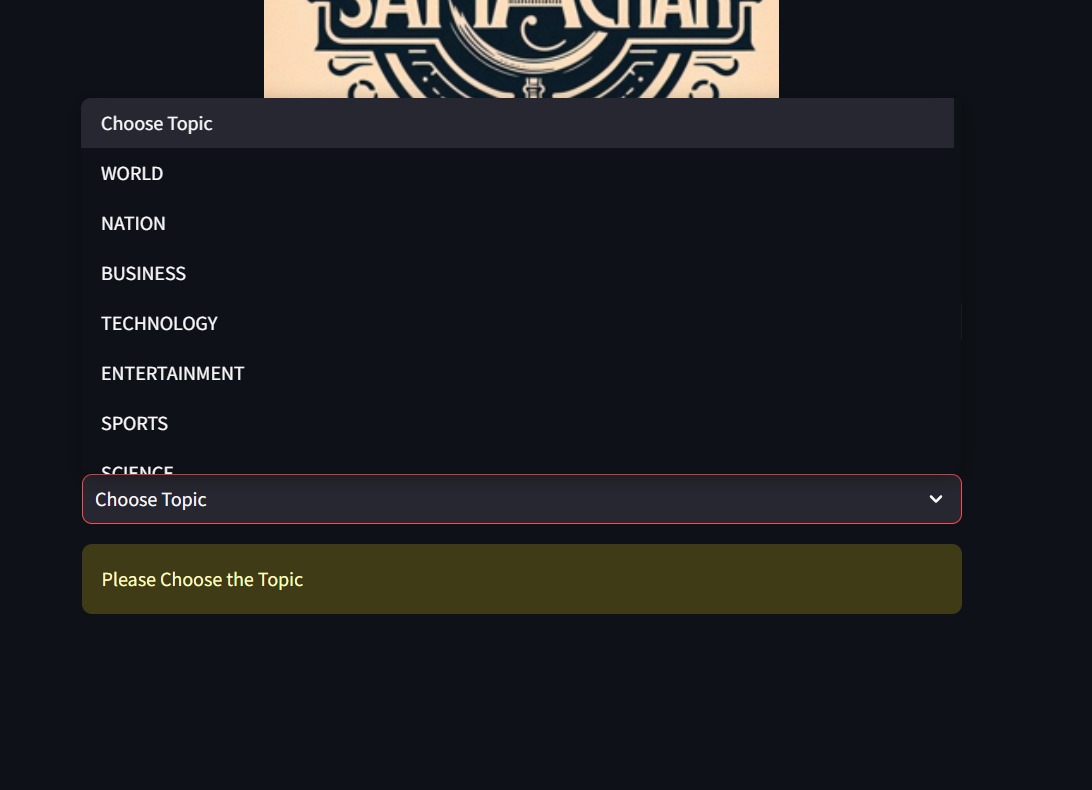 SAMACHAR
Choose Topic
WORLD
NATION
BUSINESS
TECHNOLOGY
ENTERTAINMENT
SPORTS
SCIENCE
Choose Topic
Please Choose the Topic